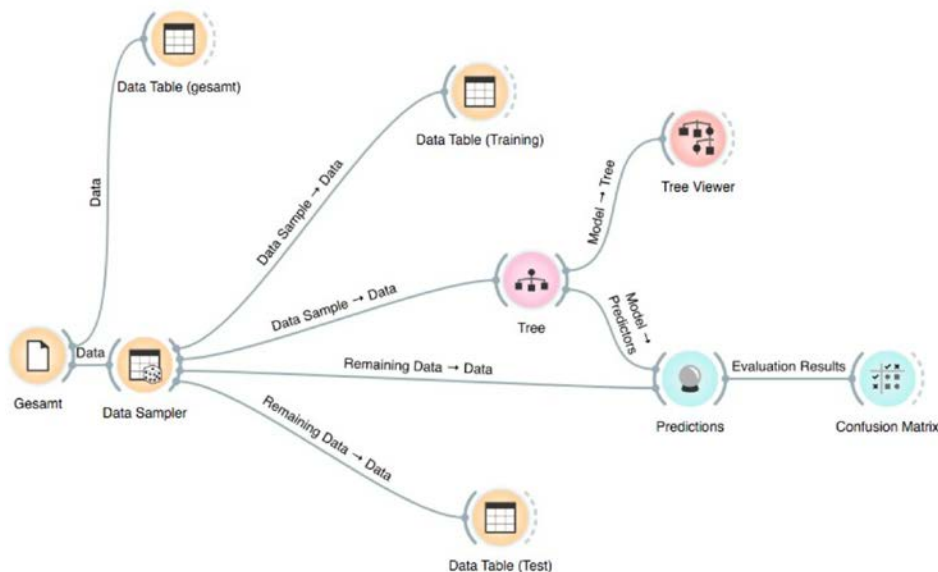 Data Table (gesamt)
Data
Data Table (Training)
Data Sample → Data
Tree Viewer
Model → Tree
Data Sample → Data
Tree
Model →
Predictors
Gesamt
Data
Data Sampler
Remaining Data → Data
Predictions
Evaluation Results
Confusion Matrix
Remaining Data → Data
Data Table (Test)